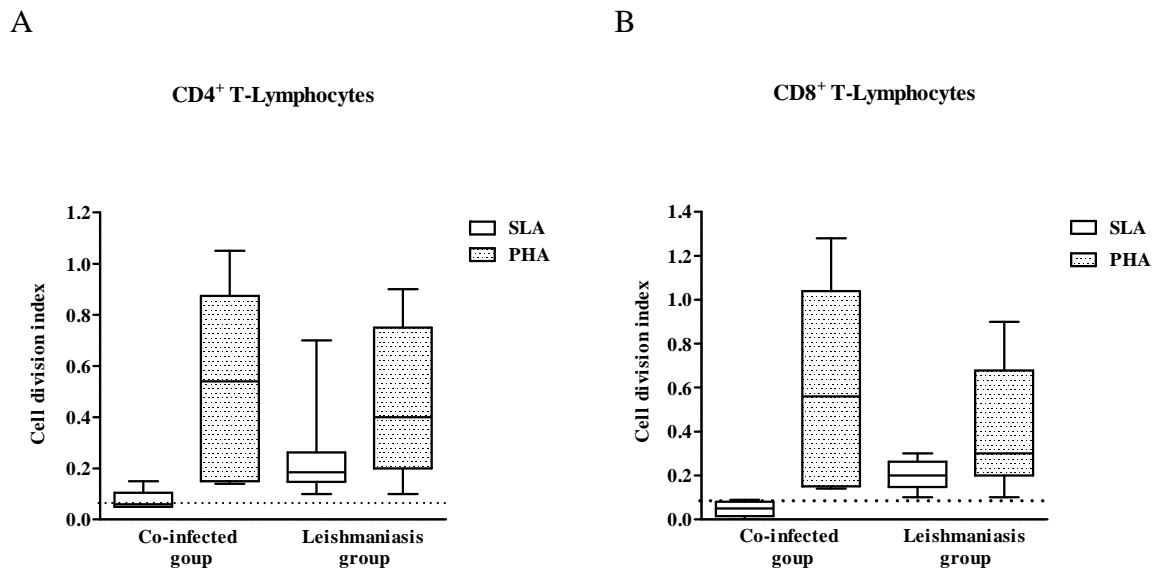 A
CD4+ T-Lymphocytes
Cell division index
1.2
1.0
0.8
0.6
0.4
0.2
0.0
SLA
PHA
Co-infected
goup
Leishmaniasis
group
B
CD8+ T-Lymphocytes
Cell division index
1.4
1.2
1.0
0.8
0.6
0.4
0.2
0.0
SLA
PHA
Co-infected
group
Leishmaniasis
group